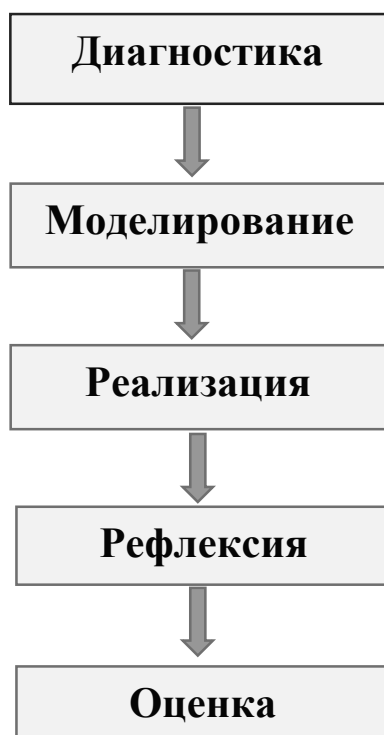 Диагностика
Моделирование
Реализация
Рефлексия
Оценка